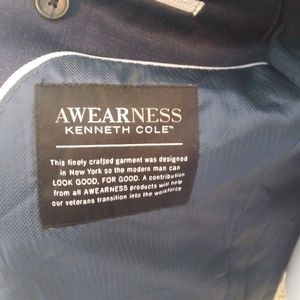 AWEARNESS
KENNETH COLE™
This finely crafted garment was designed
in New York so the modern man can
LOOK GOOD, FOR GOOD. A contribution
from all AWEARNESS products will help
our veterans transition into the workforce